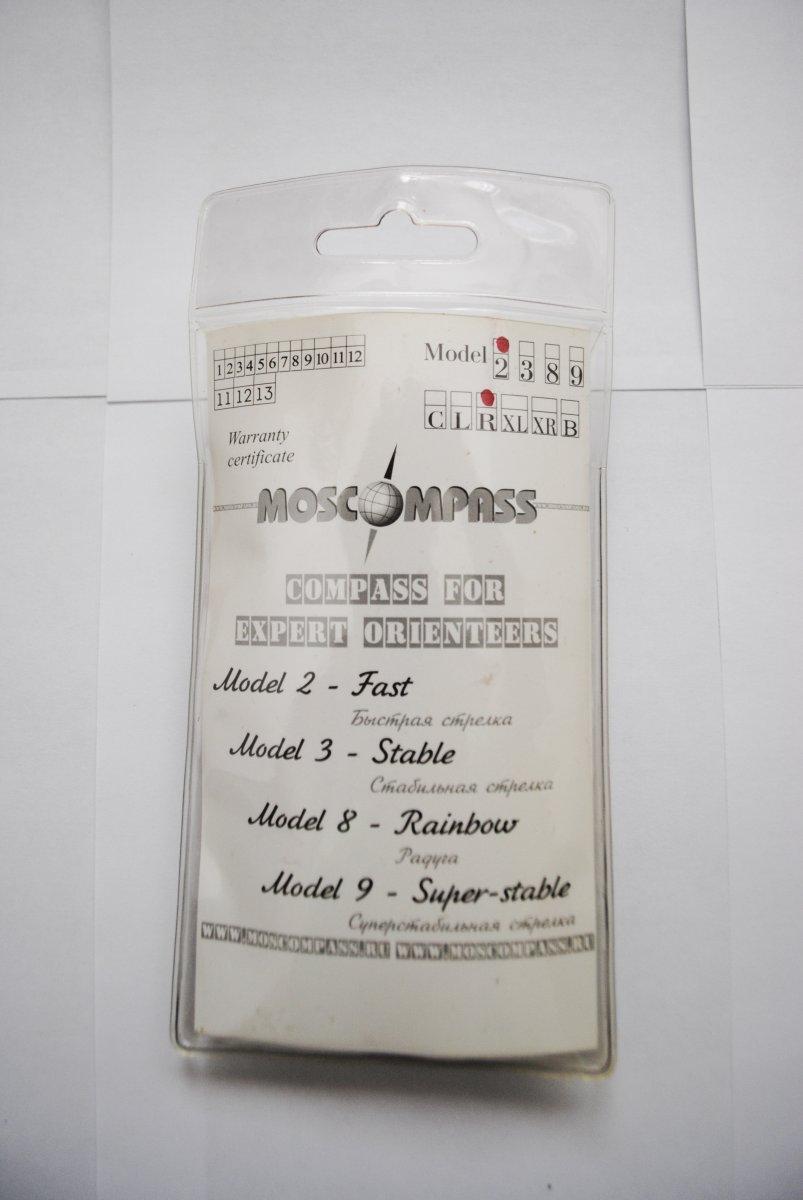 1 2 3 4 5 6 7 8 9 10 11 12
11 12 13
Model 2 3 8 9
C L R XL XR B
Warranty
certificate
MOSCOMPASS
COMPASS FOR
EXPERT ORIENTEERS
Model 2 - Fast
Быстрая стрелка
Model 3 - Stable
Стабильная стрелка
Model 8 - Rainbow
Радуга
Model 9 - Super-stable
Суперстабильная стрелка
WWW.MOSCOMPASS.RU WWW.MOSCOMPASS.RU